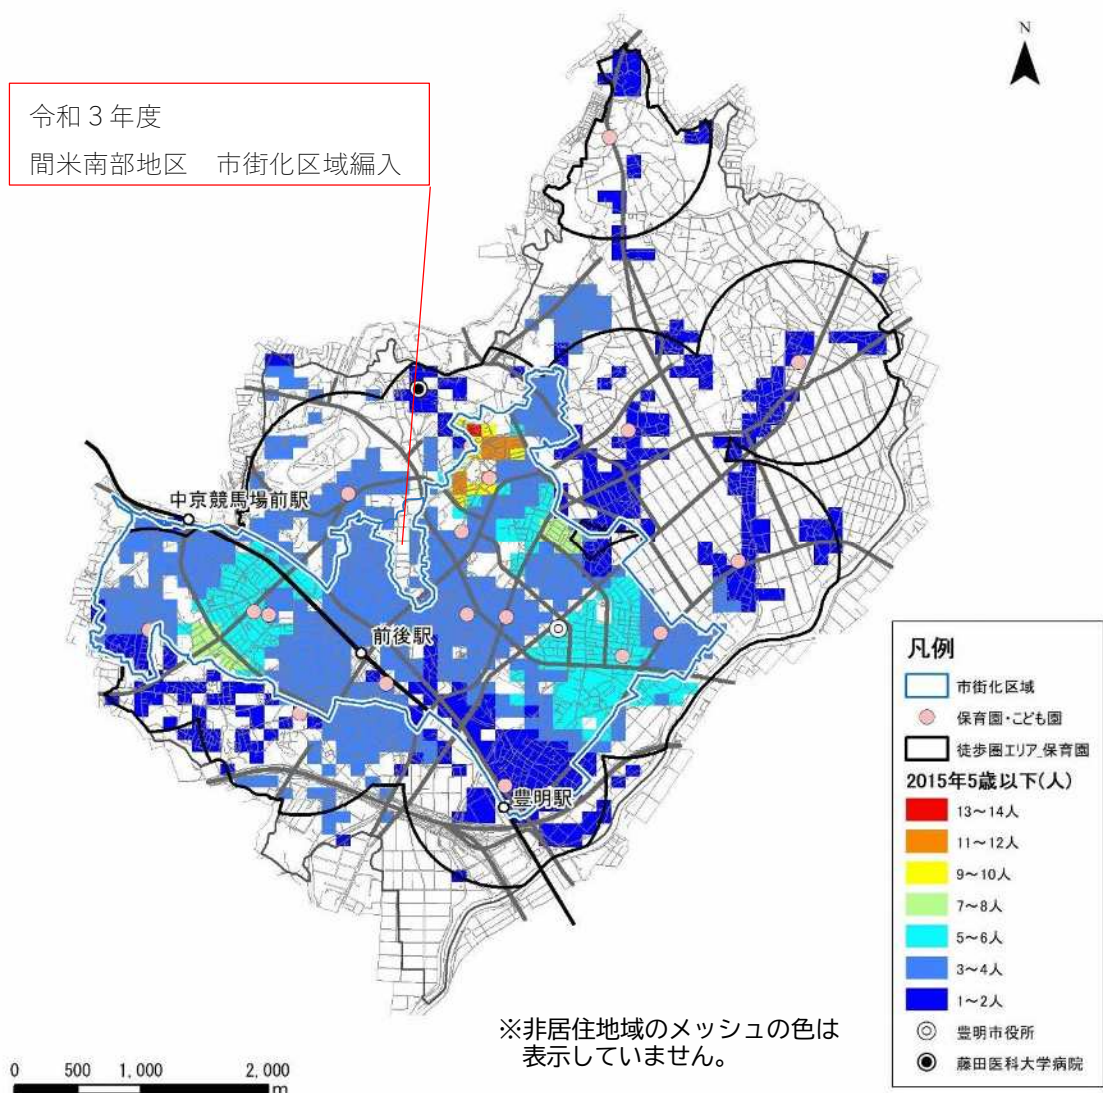 N
令和３年度
間米南部地区　市街化区域編入
中京競馬場前駅
前後駅
豊明駅
凡例
市街化区域
保育園・こども園
徒歩圏エリア_保育園
2015年5歳以下(人)
13～14人
11～12人
9～10人
7～8人
5～6人
3～4人
1～2人
豊明市役所
藤田医科大学病院
※非居住地域のメッシュの色は
表示していません。
0 500 1,000 2,000
m